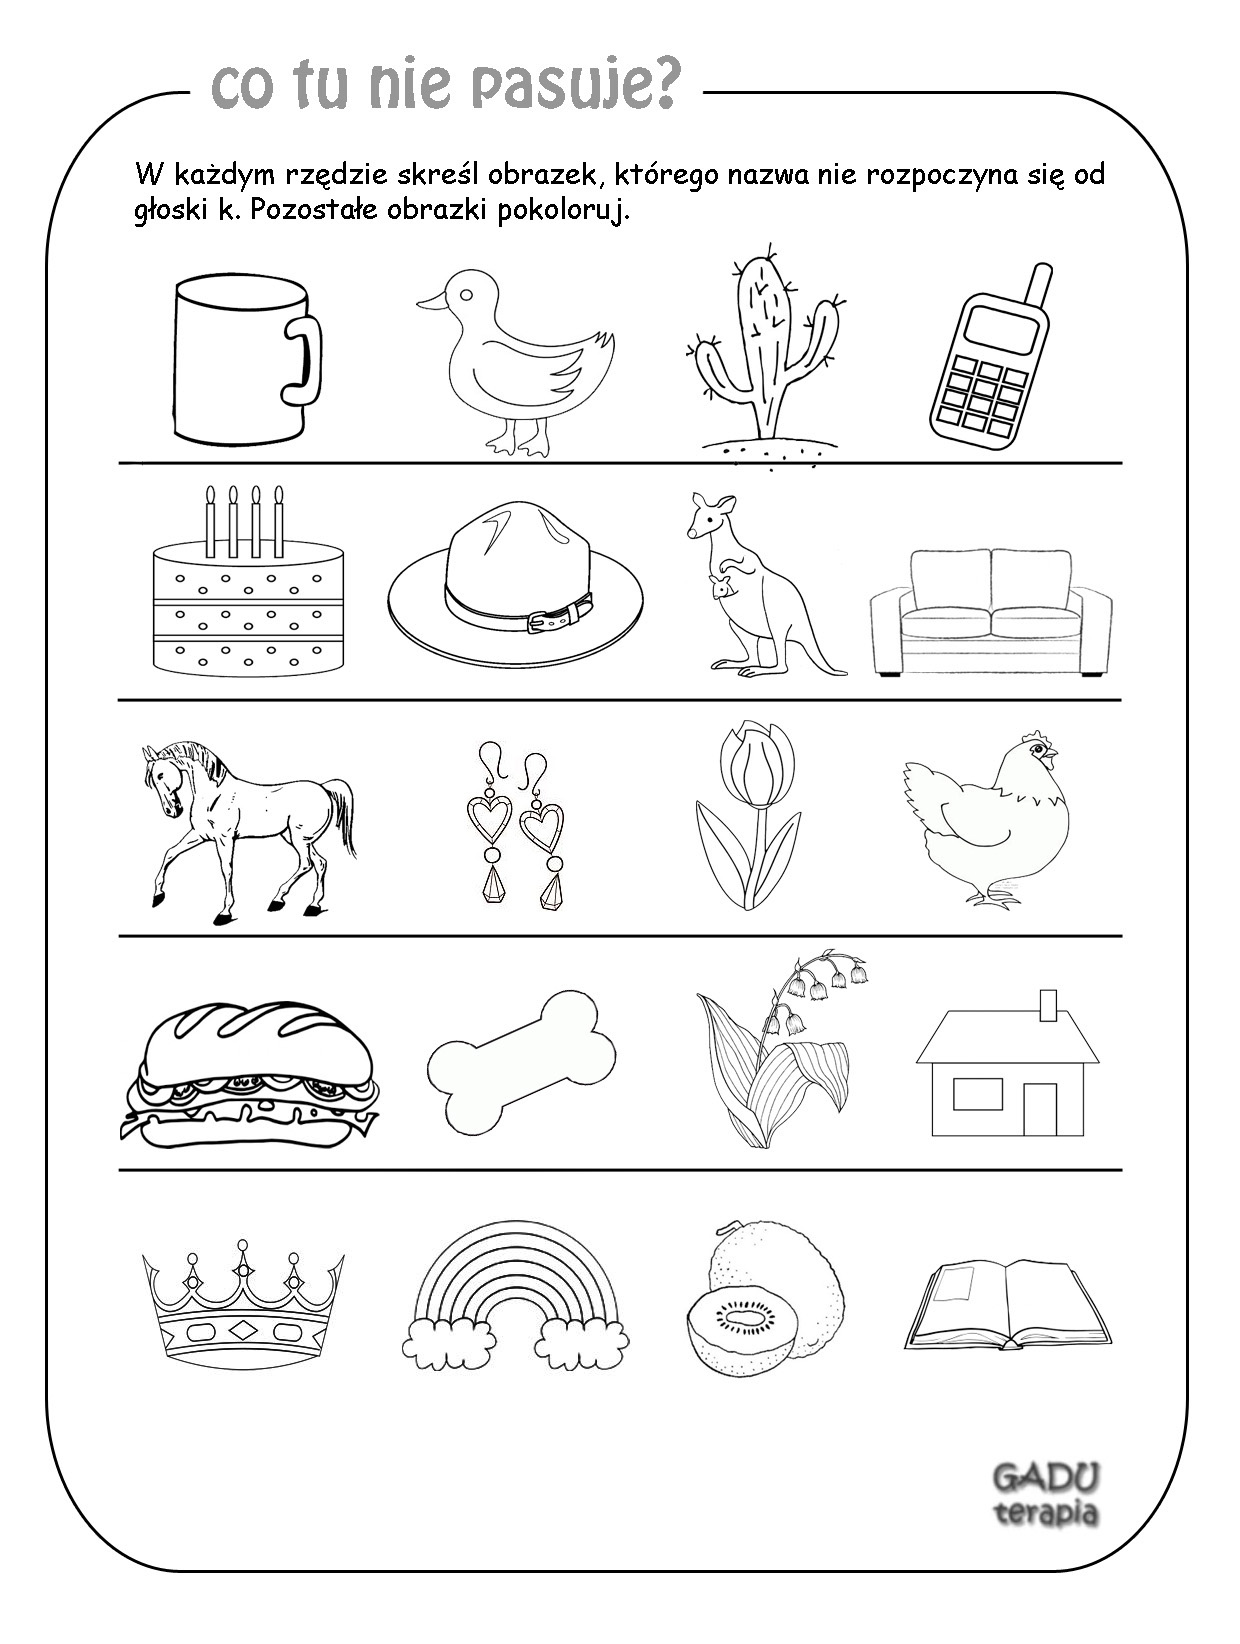 co tu nie pasuje?
W każdym rzędzie skreśl obrazek, którego nazwa nie rozpoczyna się od
głoski k. Pozostałe obrazki pokoloruj.
GADU
terapia